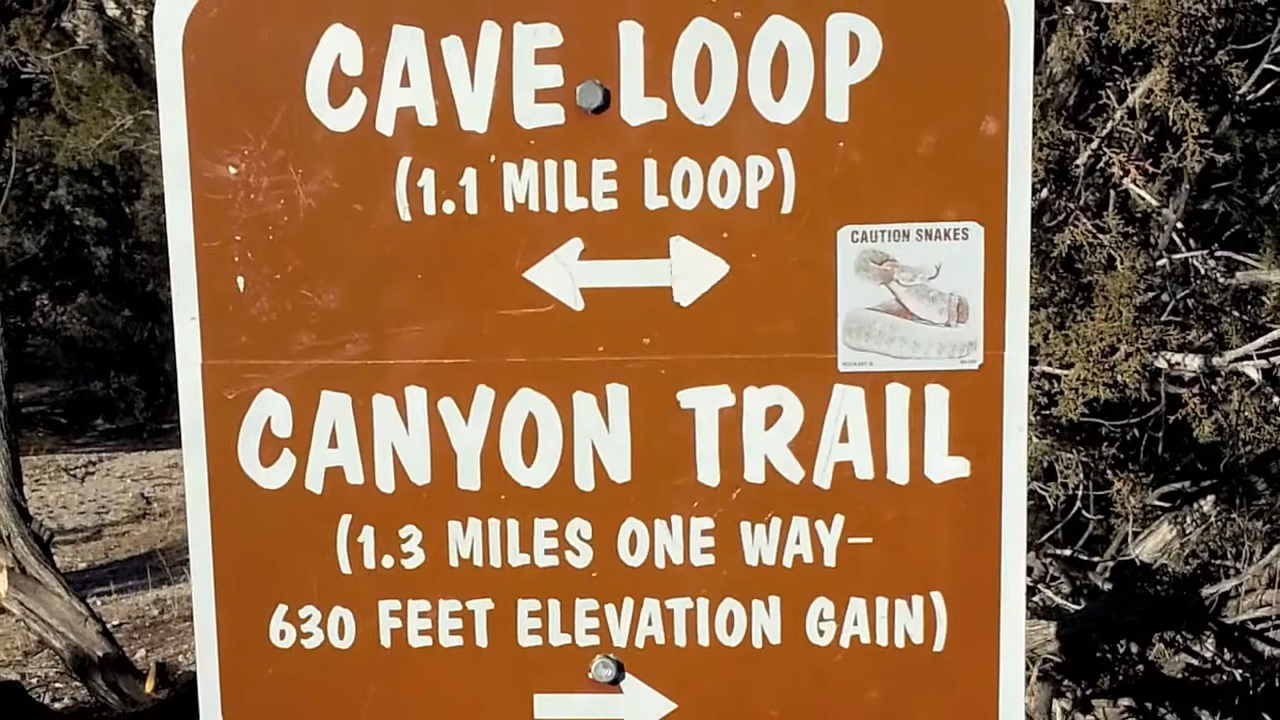 CAVE LOOP
(1.1 MILE LOOP)
CAUTION SNAKES
CANYON TRAIL
(1.3 MILES ONE WAY–
630 FEET ELEVATION GAIN)